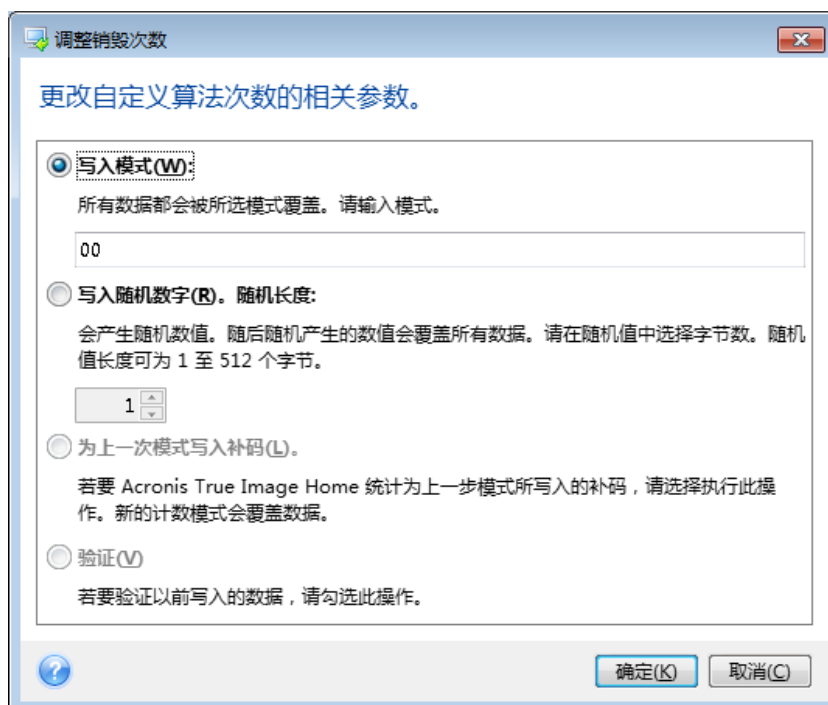 调整销毁次数
更改自定义算法次数的相关参数。
写入模式(W):
所有数据都会被所选模式覆盖。请输入模式。
00
写入随机数字(R)。随机长度:
会产生随机数值。随后随机产生的数值会覆盖所有数据。请在随机值中选择字节数。随机
值长度可为 1 至 512 个字节。
1
为上一次模式写入补码(L)。
若要 Acronis True Image Home 统计为上一步模式所写入的补码，请选择执行此操
作。新的计数模式会覆盖数据。
验证(V)
若要验证以前写入的数据，请勾选此操作。
确定(K) 取消(C)